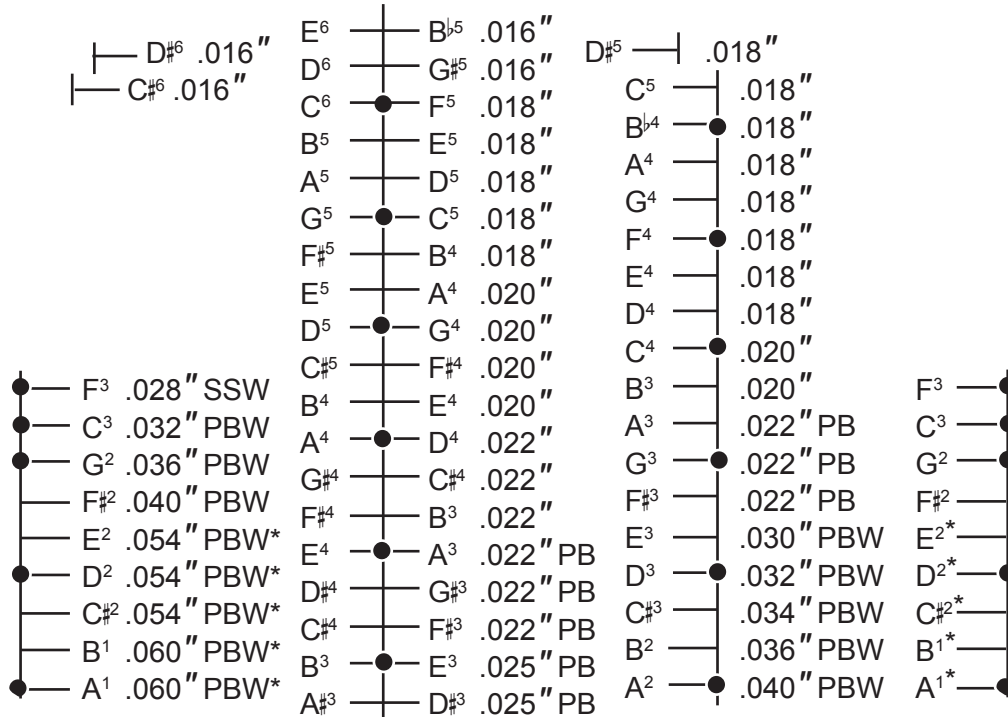 D♯6 .016″
C♯6 .016″
F3 .028″ SSW
C3 .032″ PBW
G2 .036″ PBW
F♯2 .040″ PBW
E2 .054″ PBW*
D2 .054″ PBW*
C♯2 .054″ PBW*
B1 .060″ PBW*
A1 .060″ PBW*
E6 B♭5 .016″
D6 G♯5 .016″
C6 F5 .018″
B5 E5 .018″
A5 D5 .018″
G5 C5 .018″
F♯5 B4 .018″
E5 A4 .020″
D5 G4 .020″
C♯5 F♯4 .020″
B4 E4 .020″
A4 D4 .022″
G♯4 C♯4 .022″
F♯4 B3 .022″
E4 A3 .022″ PB
D♯4 G♯3 .022″ PB
C♯4 F♯3 .022″ PB
B3 E3 .025″ PB
A♯3 D♯3 .025″ PB
D♯5 .018″
C5 .018″
B♭4 .018″
A4 .018″
G4 .018″
F4 .018″
E4 .018″
D4 .018″
C4 .020″
B3 .020″
A3 .022″ PB
G3 .022″ PB
F♯3 .022″ PB
E3 .030″ PBW
D3 .032″ PBW
C♯3 .034″ PBW
B2 .036″ PBW
A2 .040″ PBW
F3
C3
G2
F♯2
E2*
D2*
C♯2*
B1*
A1*